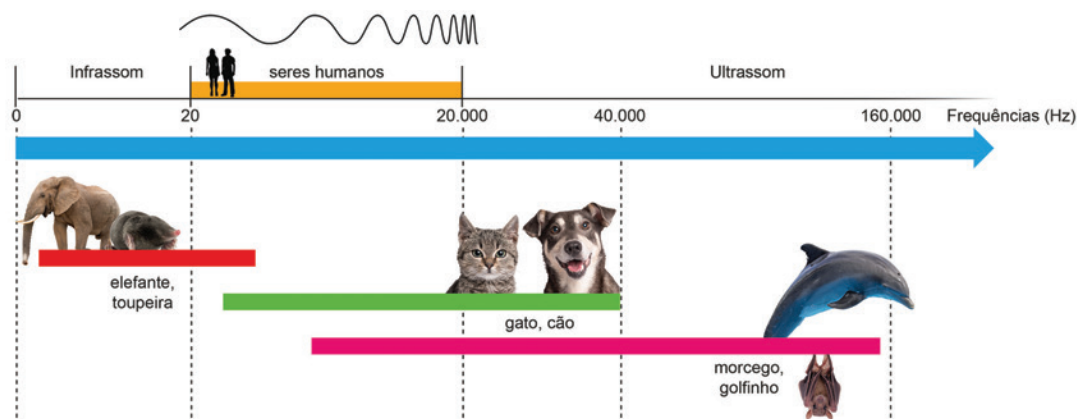 Infrassom
seres humanos
Ultrassom
0
20
20.000
40.000
160.000
Frequências (Hz)
elefante,
toupeira
gato, cão
morcego,
golfinho